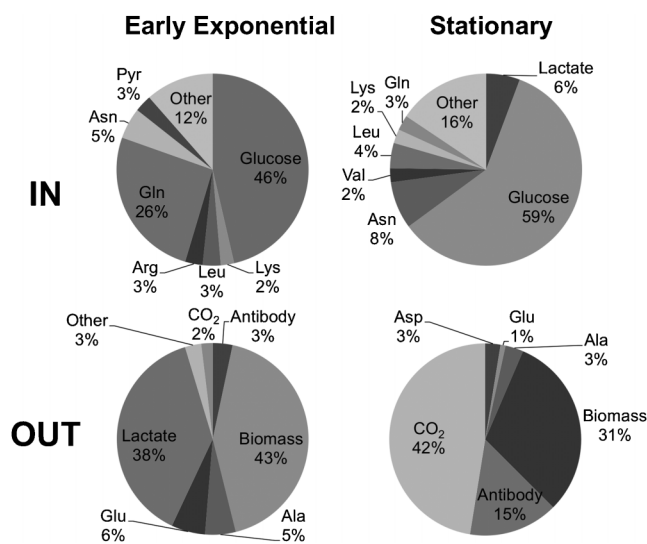 Early Exponential
Stationary
IN
Pyr
3%
Other
12%
Asn
5%
Gln
26%
Glucose
46%
Arg
3%
Leu
3%
Lys
2%
Lactate
6%
Gln
3%
Lys
2%
Other
16%
Leu
4%
Val
2%
Asn
8%
Glucose
59%
OUT
Other
3%
CO₂
2%
Antibody
3%
Lactate
38%
Biomass
43%
Glu
6%
Ala
5%
Asp
3%
Glu
1%
Ala
3%
CO₂
42%
Biomass
31%
Antibody
15%